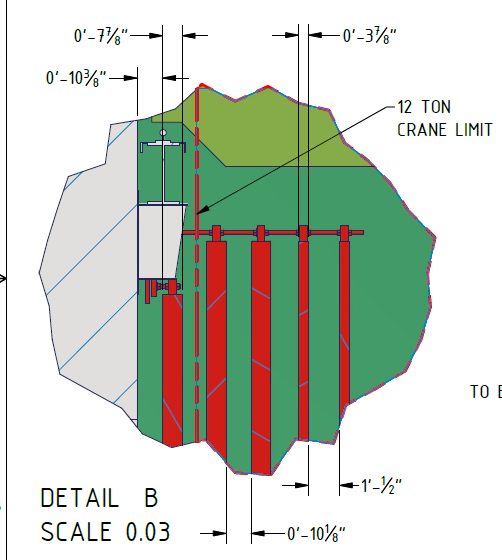 0'-7⅞"
0'-3⅞"
0'-10⅜"
12 TON
CRANE LIMIT
TO
1'-½"
DETAIL B
SCALE 0.03
0'-10⅛"